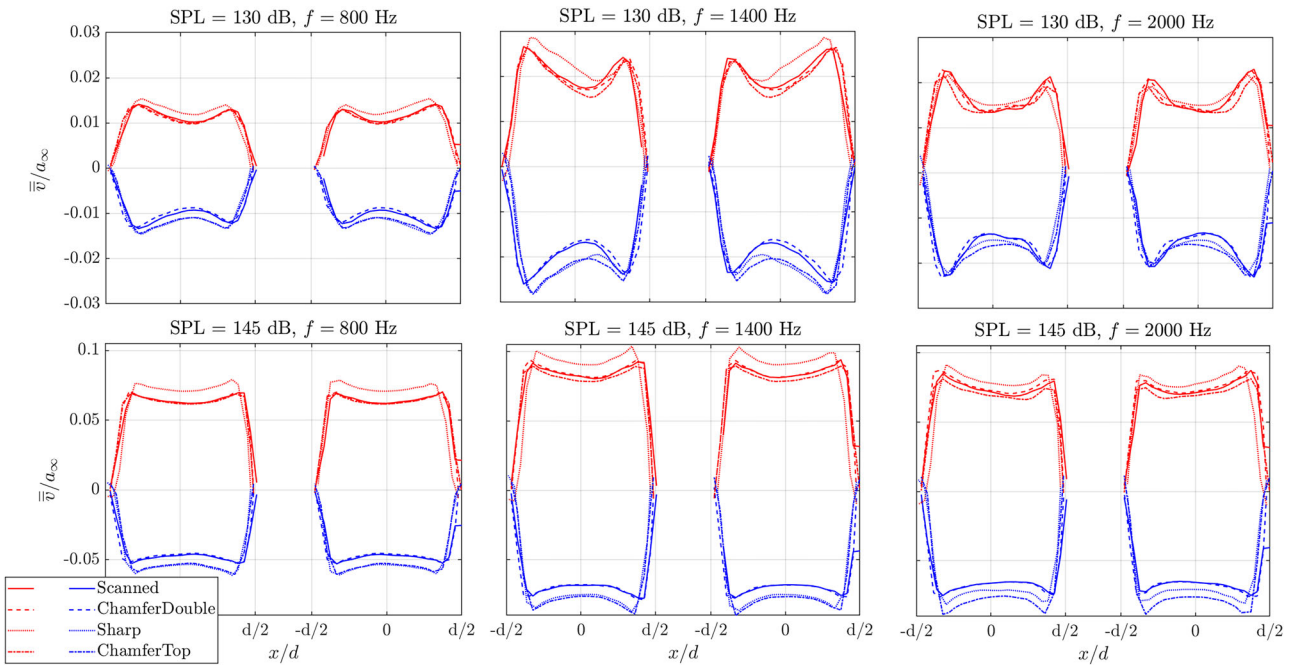 SPL = 130 dB, f = 800 Hz
SPL = 130 dB, f = 1400 Hz
SPL = 130 dB, f = 2000 Hz
0.03
0.02
0.01
0
-0.01
-0.02
-0.03
v̿/a∞
SPL = 145 dB, f = 800 Hz
SPL = 145 dB, f = 1400 Hz
SPL = 145 dB, f = 2000 Hz
0.1
0.05
0
-0.05
v̿/a∞
Scanned
ChamferDouble
Sharp
ChamferTop
d/2 -d/2 0 d/2
-d/2 0 d/2 -d/2 0 d/2
-d/2 0 d/2 -d/2 0 d/2
x/d
x/d
x/d